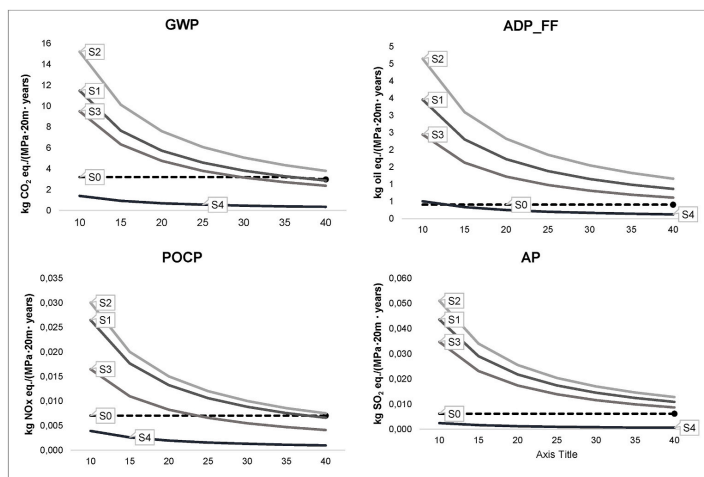 GWP
kg CO₂ eq./(MPa·20m· years)
16
14
12
10
8
6
4
2
0
S2
S1
S3
S0
S4
10 15 20 25 30 35 40
ADP_FF
kg oil eq./(MPa·20m· years)
5
4
4
3
3
2
2
1
1
0
S2
S1
S3
S0
S4
10 15 20 25 30 35 40
POCP
kg NOx eq./(MPa·20m· years)
0,035
0,030
0,025
0,020
0,015
0,010
0,005
0,000
S2
S1
S3
S0
S4
10 15 20 25 30 35 40
AP
kg SO₂ eq./(MPa·20m· years)
0,060
0,050
0,040
0,030
0,020
0,010
0,000
S2
S1
S3
S0
S4
10 15 20 25 30 35 40
Axis Title